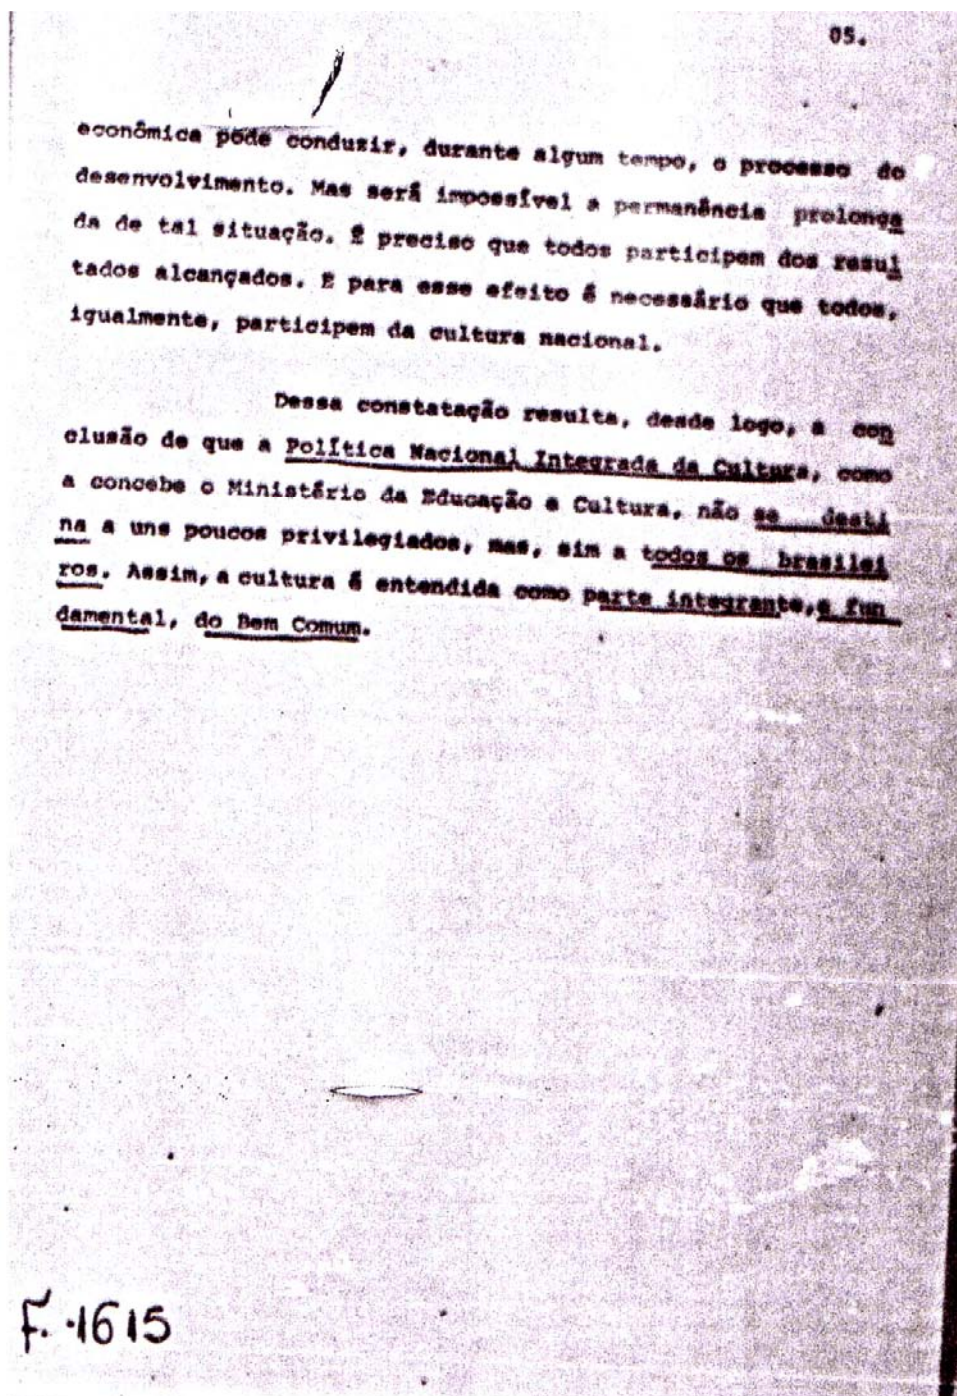 05.
econômica pode conduzir, durante algum tempo, o processo do
desenvolvimento. Mas será impossível a permanência prolonga
da de tal situação. É preciso que todos participem dos resul
tados alcançados. E para esse efeito é necessário que todos,
igualmente, participem da cultura nacional.
Dessa constatação resulta, desde logo, a con
clusão de que a Política Nacional Integrada da Cultura, como
a concebe o Ministério da Educação e Cultura, não se desti
na a uns poucos privilegiados, mas, sim a todos os brasilei
ros. Assim, a cultura é entendida como parte integrante, e fun
damental, do Bem Comum.
F. 1615